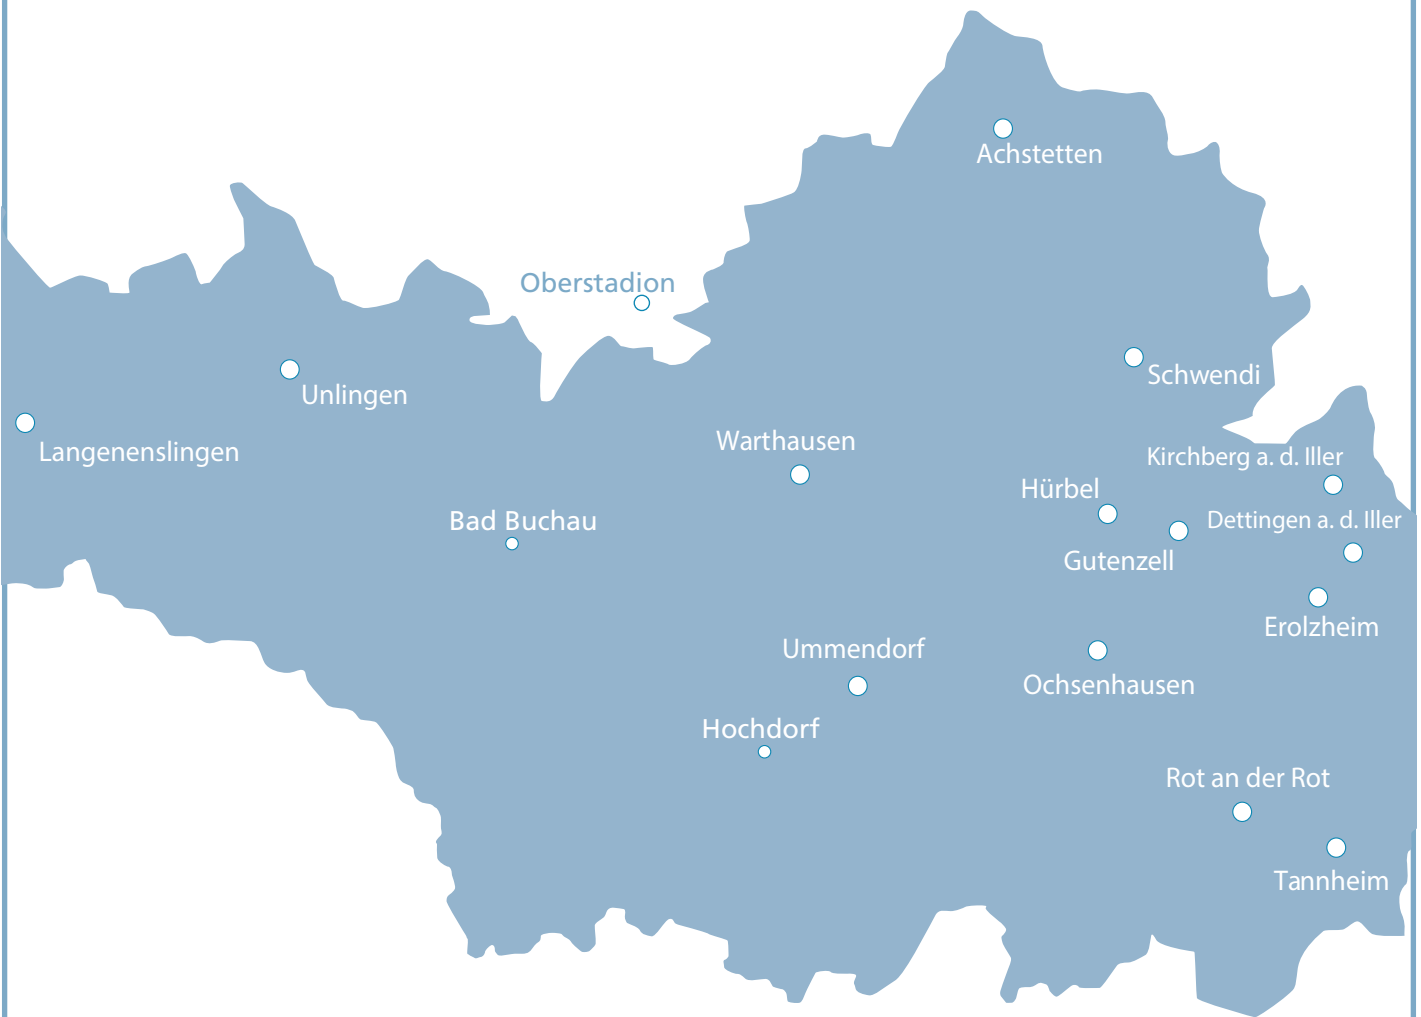 Achstetten
Oberstadion
Schwendi
Unlingen
Warthausen
Langenenslingen
Kirchberg a. d. Iller
Hürbel
Bad Buchau
Dettingen a. d. Iller
Gutenzell
Erolzheim
Ummendorf
Ochsenhausen
Hochdorf
Rot an der Rot
Tannheim